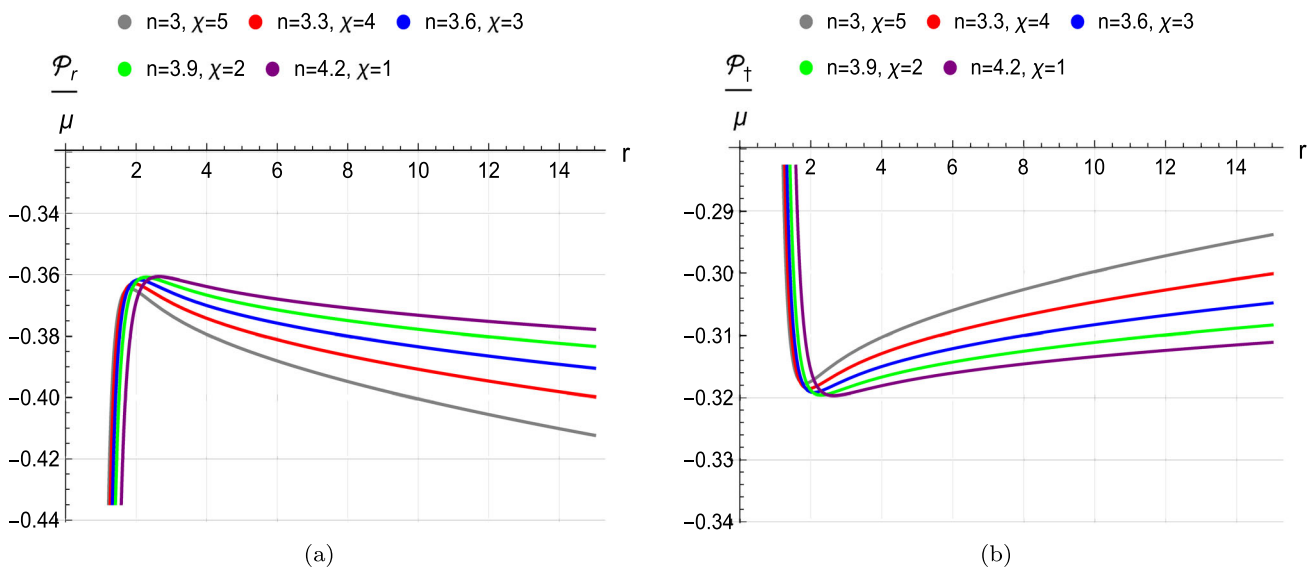 n=3, χ=5 n=3.3, χ=4 n=3.6, χ=3
n=3.9, χ=2 n=4.2, χ=1
𝒫r
μ
r
2 4 6 8 10 12 14
−0.34
−0.36
−0.38
−0.40
−0.42
−0.44
(a)
n=3, χ=5 n=3.3, χ=4 n=3.6, χ=3
n=3.9, χ=2 n=4.2, χ=1
𝒫†
μ
r
2 4 6 8 10 12 14
−0.29
−0.30
−0.31
−0.32
−0.33
−0.34
(b)